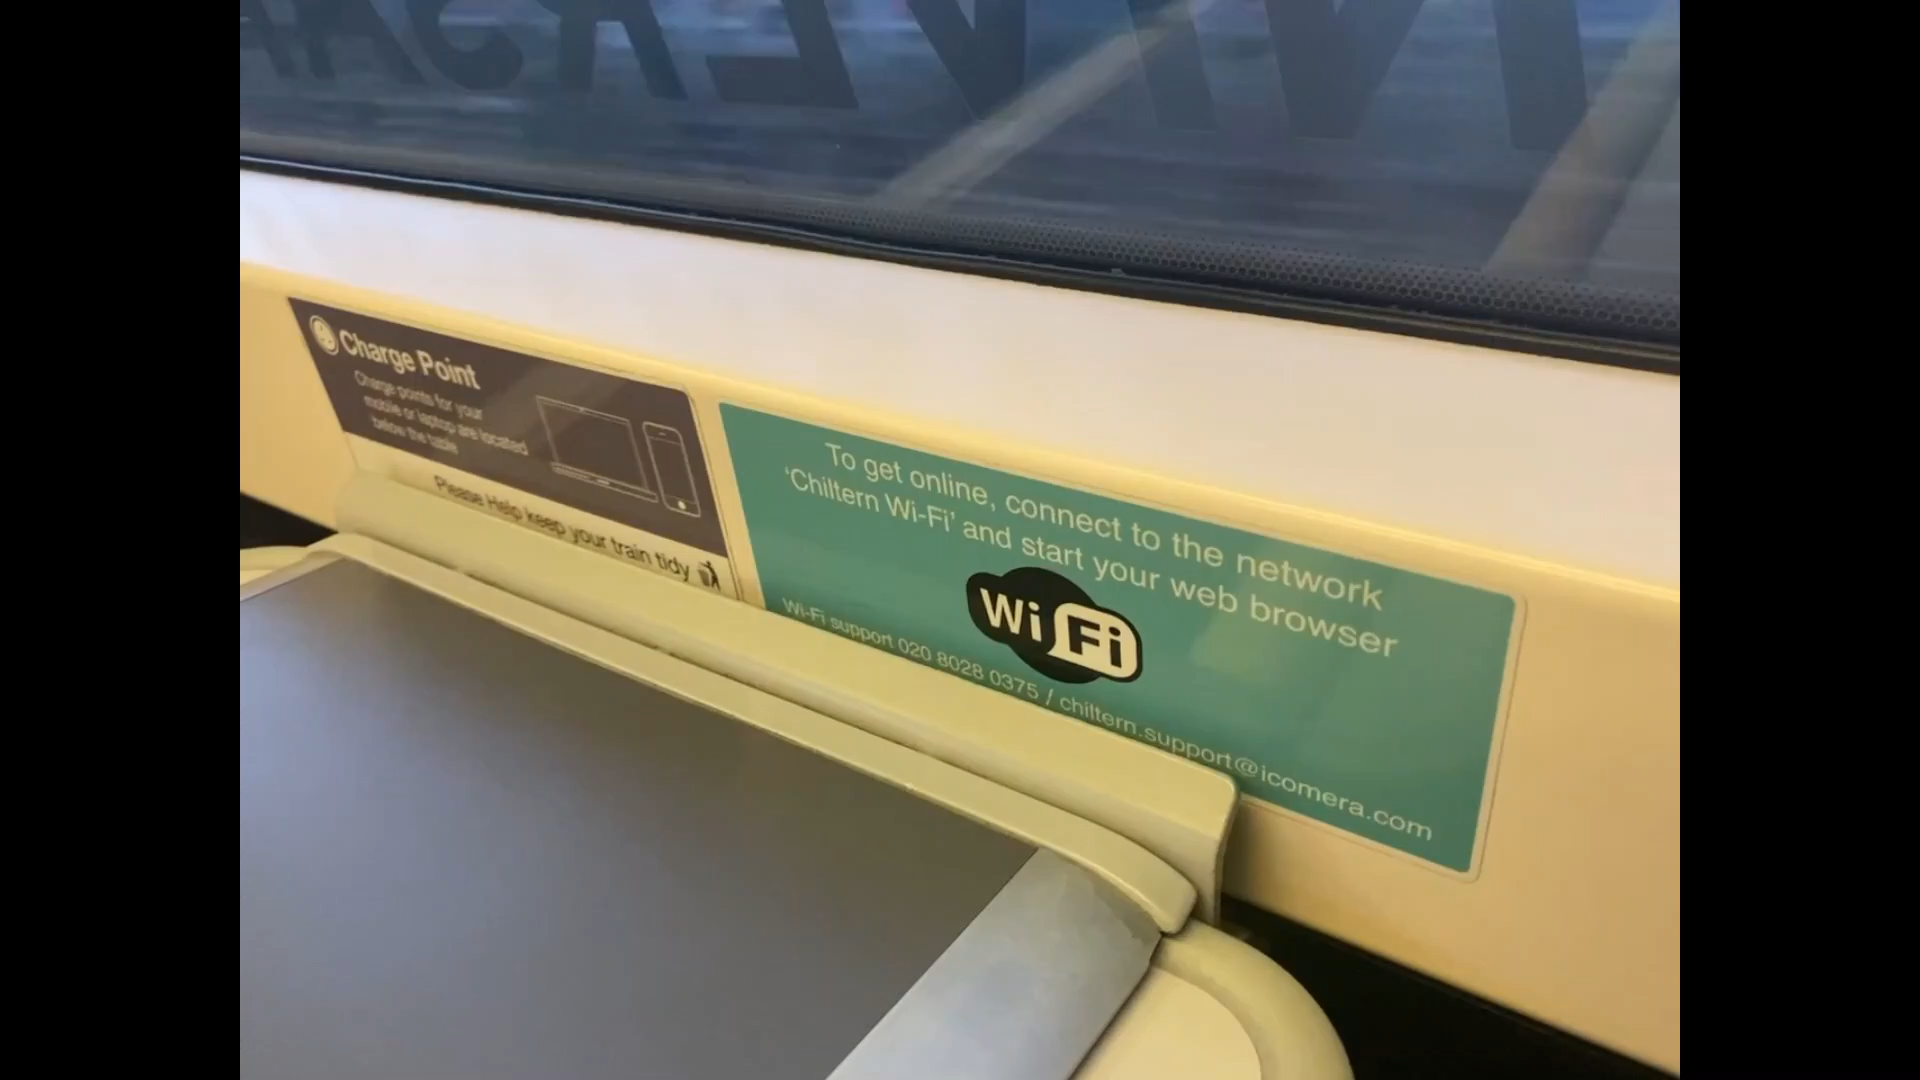 Charge Point
Charge points for your
mobile or laptop are located
below the table
Please Help keep your train tidy
To get online, connect to the network
'Chiltern Wi-Fi' and start your web browser
Wi Fi
Wi-Fi support 020 8028 0375 / chiltern.support@icomera.com